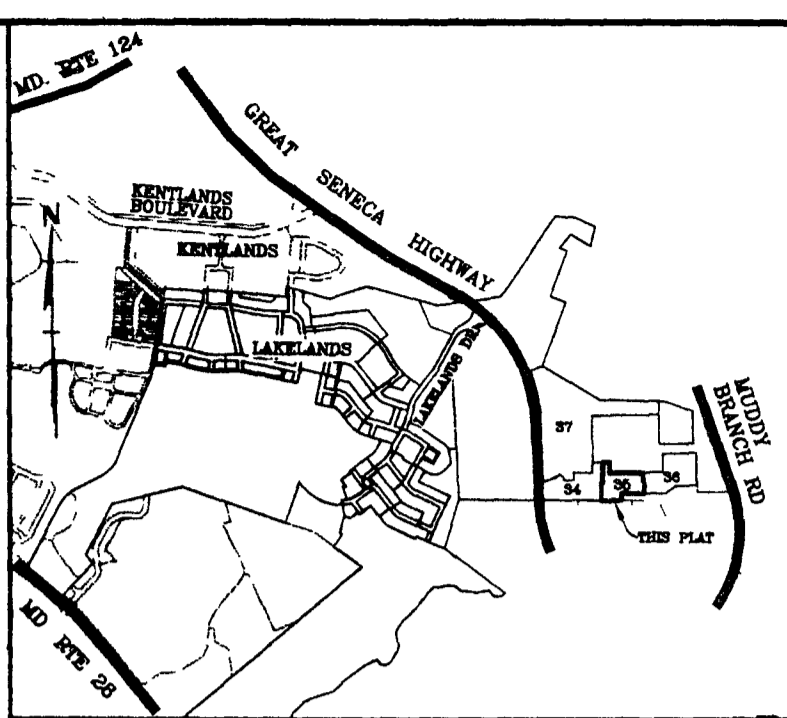 MD. RTE 124
GREAT SENECA HIGHWAY
KENTLANDS
BOULEVARD
N
KENTLANDS
LAKELANDS
LAKELANDS DR.
37
MUDDY
BRANCH RD
34
35
36
THIS PLAT
MD RTE 28